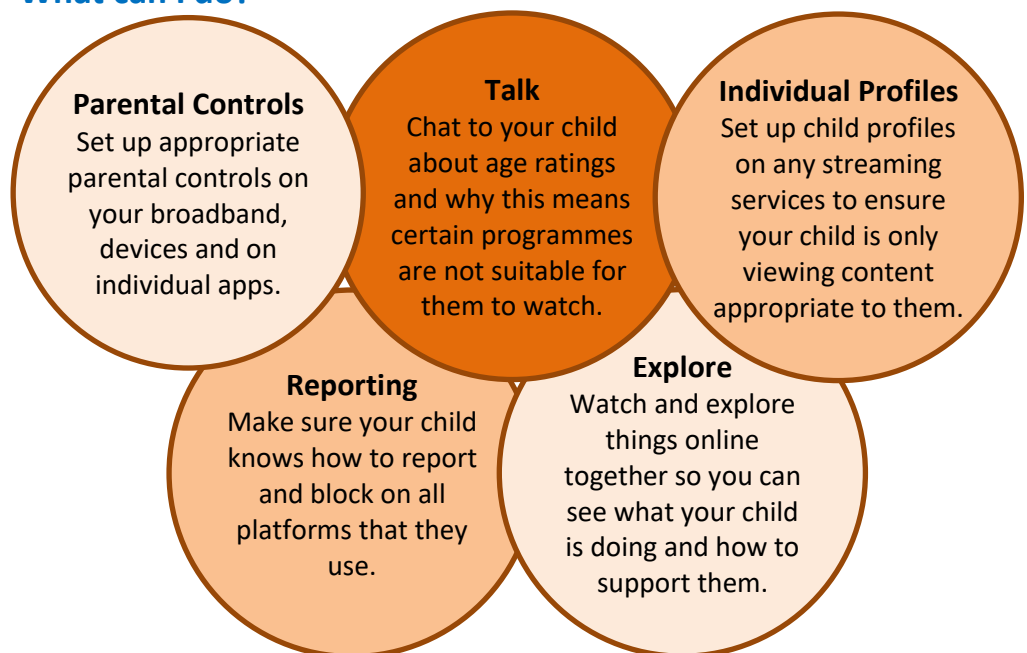 What can I do?
Parental Controls
Set up appropriate
parental controls on
your broadband,
devices and on
individual apps.
Talk
Chat to your child
about age ratings
and why this means
certain programmes
are not suitable for
them to watch.
Individual Profiles
Set up child profiles
on any streaming
services to ensure
your child is only
viewing content
appropriate to them.
Reporting
Make sure your child
knows how to report
and block on all
platforms that they
use.
Explore
Watch and explore
things online
together so you can
see what your child
is doing and how to
support them.